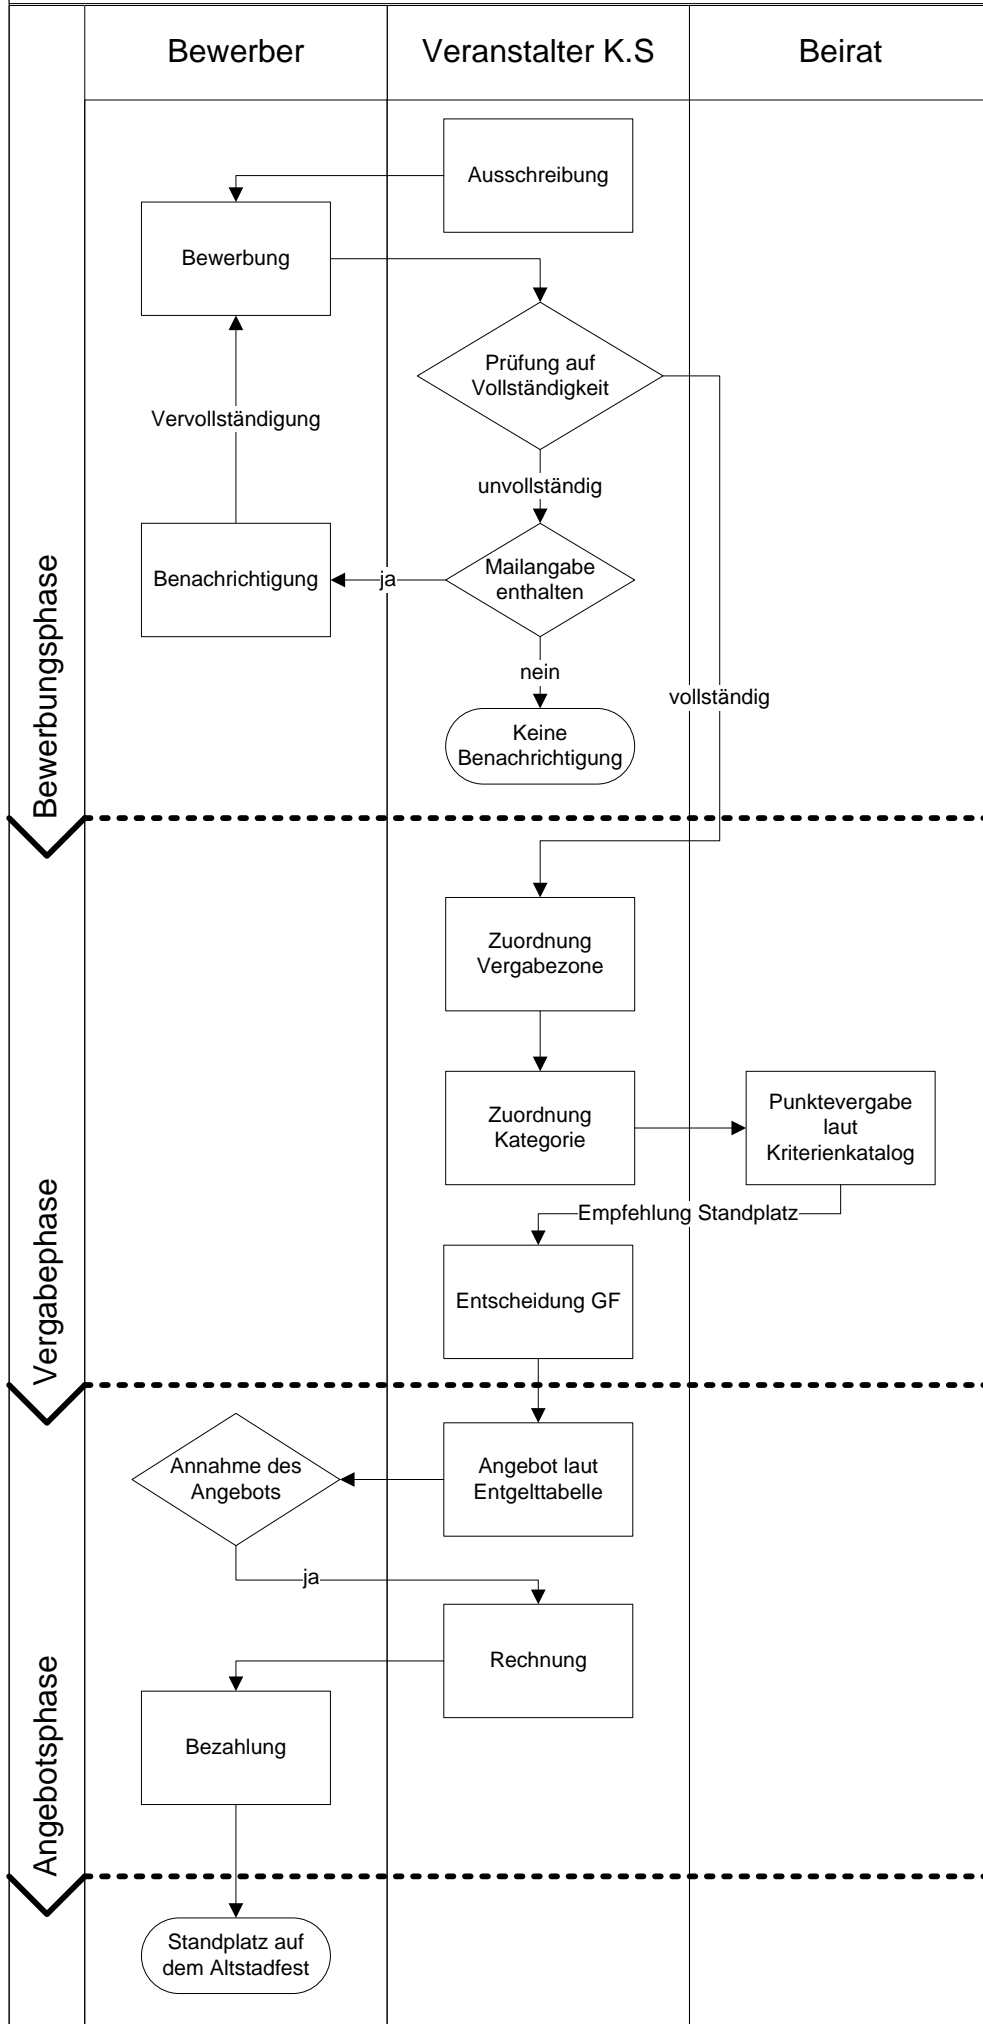 Bewerber
Veranstalter K.S
Beirat
Ausschreibung
Bewerbung
Prüfung auf
Vollständigkeit
Vervollständigung
unvollständig
Benachrichtigung
ja
Mailangabe
enthalten
nein
vollständig
Keine
Benachrichtigung
Bewerbungsphase
Zuordnung
Vergabezone
Zuordnung
Kategorie
Punktevergabe
laut
Kriterienkatalog
Empfehlung Standplatz
Entscheidung GF
Vergabephase
Annahme des
Angebots
Angebot laut
Entgelttabelle
ja
Rechnung
Bezahlung
Angebotsphase
Standplatz auf
dem Altstadfest